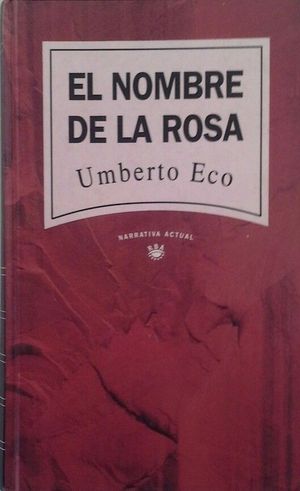 EL NOMBRE
DE LA ROSA
Umberto Eco
NARRATIVA ACTUAL
RBA